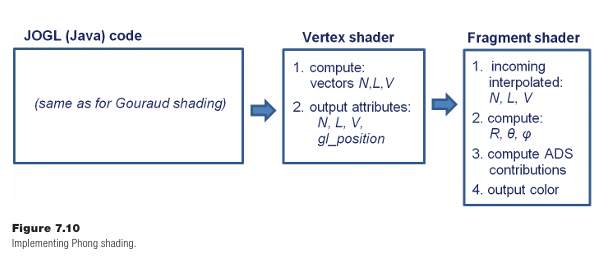 JOGL (Java) code
(same as for Gouraud shading)
Vertex shader
1. compute:
vectors N,L,V
2. output attributes:
N, L, V,
gl_position
Fragment shader
1. incoming
interpolated:
N, L, V
2. compute:
R, θ, φ
3. compute ADS
contributions
4. output color
Figure 7.10
Implementing Phong shading.